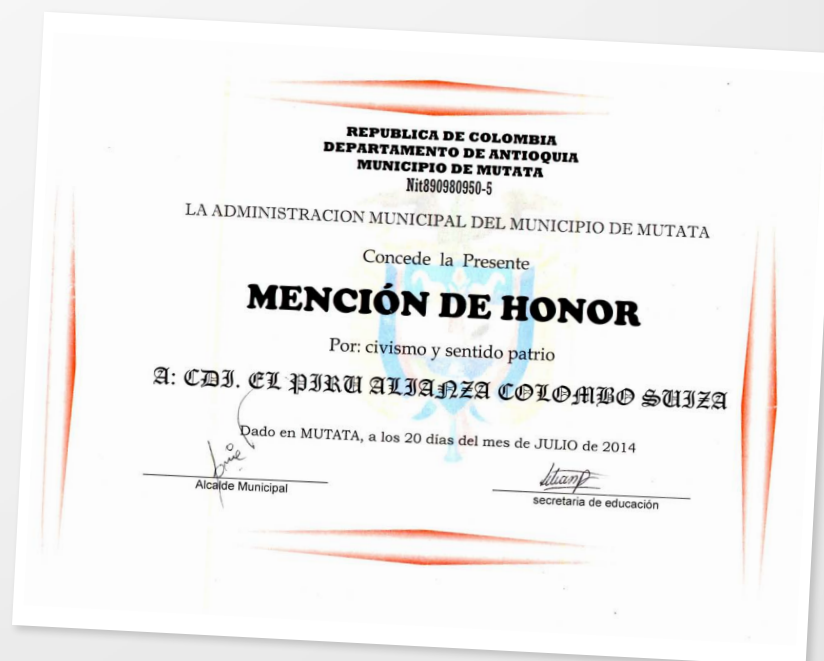 REPUBLICA DE COLOMBIA
DEPARTAMENTO DE ANTIOQUIA
MUNICIPIO DE MUTATA
Nit890980950-5
LA ADMINISTRACION MUNICIPAL DEL MUNICIPIO DE MUTATA
Concede la Presente
MENCIÓN DE HONOR
Por: civismo y sentido patrio
A: CDI. EL PIRU ALIANZA COLOMBO SUIZA
Dado en MUTATA, a los 20 días del mes de JULIO de 2014
Alcalde Municipal
secretaria de educación